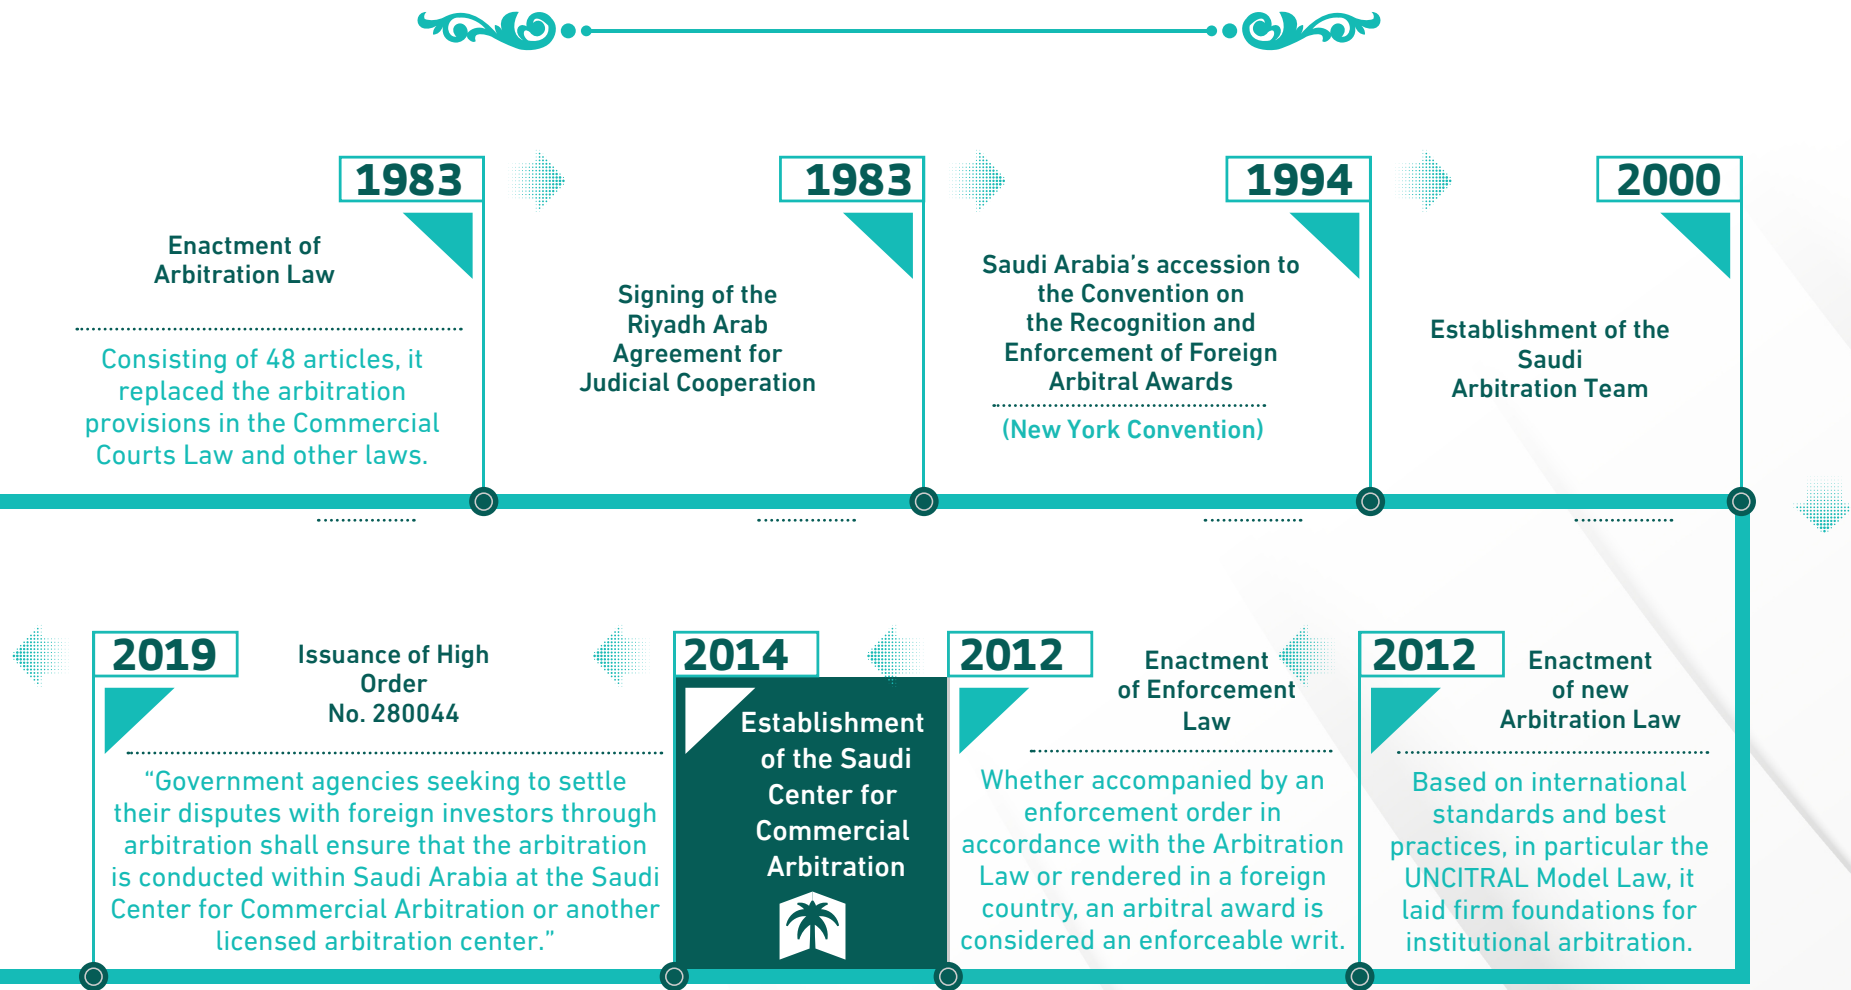 1983
Enactment of
Arbitration Law
Consisting of 48 articles, it
replaced the arbitration
provisions in the Commercial
Courts Law and other laws.
1983
Signing of the
Riyadh Arab
Agreement for
Judicial Cooperation
1994
Saudi Arabia's accession to
the Convention on
the Recognition and
Enforcement of Foreign
Arbitral Awards
(New York Convention)
2000
Establishment of the
Saudi
Arbitration Team
2012
Enactment
of new
Arbitration Law
Based on international
standards and best
practices, in particular the
UNCITRAL Model Law, it
laid firm foundations for
institutional arbitration.
2012
Enactment
of Enforcement
Law
Whether accompanied by an
enforcement order in
accordance with the Arbitration
Law or rendered in a foreign
country, an arbitral award is
considered an enforceable writ.
2014
Establishment
of the Saudi
Center for
Commercial
Arbitration
2019
Issuance of High
Order
No. 280044
“Government agencies seeking to settle
their disputes with foreign investors through
arbitration shall ensure that the arbitration
is conducted within Saudi Arabia at the Saudi
Center for Commercial Arbitration or another
licensed arbitration center.”